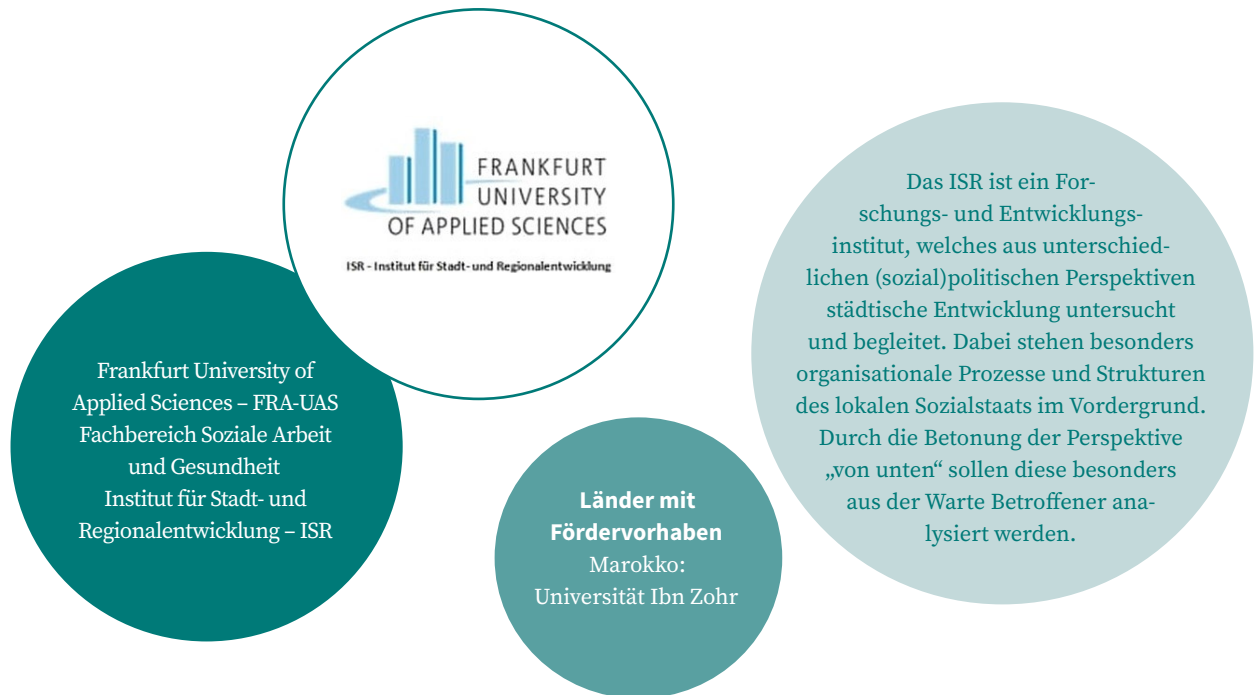 FRANKFURT
UNIVERSITY
OF APPLIED SCIENCES
ISR - Institut für Stadt- und Regionalentwicklung
Frankfurt University of
Applied Sciences – FRA-UAS
Fachbereich Soziale Arbeit
und Gesundheit
Institut für Stadt- und
Regionalentwicklung – ISR
Länder mit
Fördervorhaben
Marokko:
Universität Ibn Zohr
Das ISR ist ein For-
schungs- und Entwicklungs-
institut, welches aus unterschied-
lichen (sozial)politischen Perspektiven
städtische Entwicklung untersucht
und begleitet. Dabei stehen besonders
organisationale Prozesse und Strukturen
des lokalen Sozialstaats im Vordergrund.
Durch die Betonung der Perspektive
„von unten“ sollen diese besonders
aus der Warte Betroffener ana-
lysiert werden.